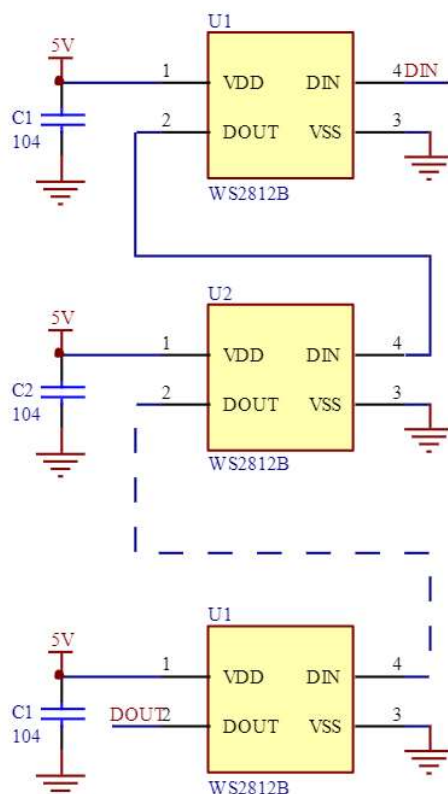 U1
5V
1 VDD DIN 4 DIN
C1
104
2 DOUT VSS 3
WS2812B
U2
5V
1 VDD DIN 4
C2
104
2 DOUT VSS 3
WS2812B
U1
5V
1 VDD DIN 4
C1
104
DOUT 2 DOUT VSS 3
WS2812B